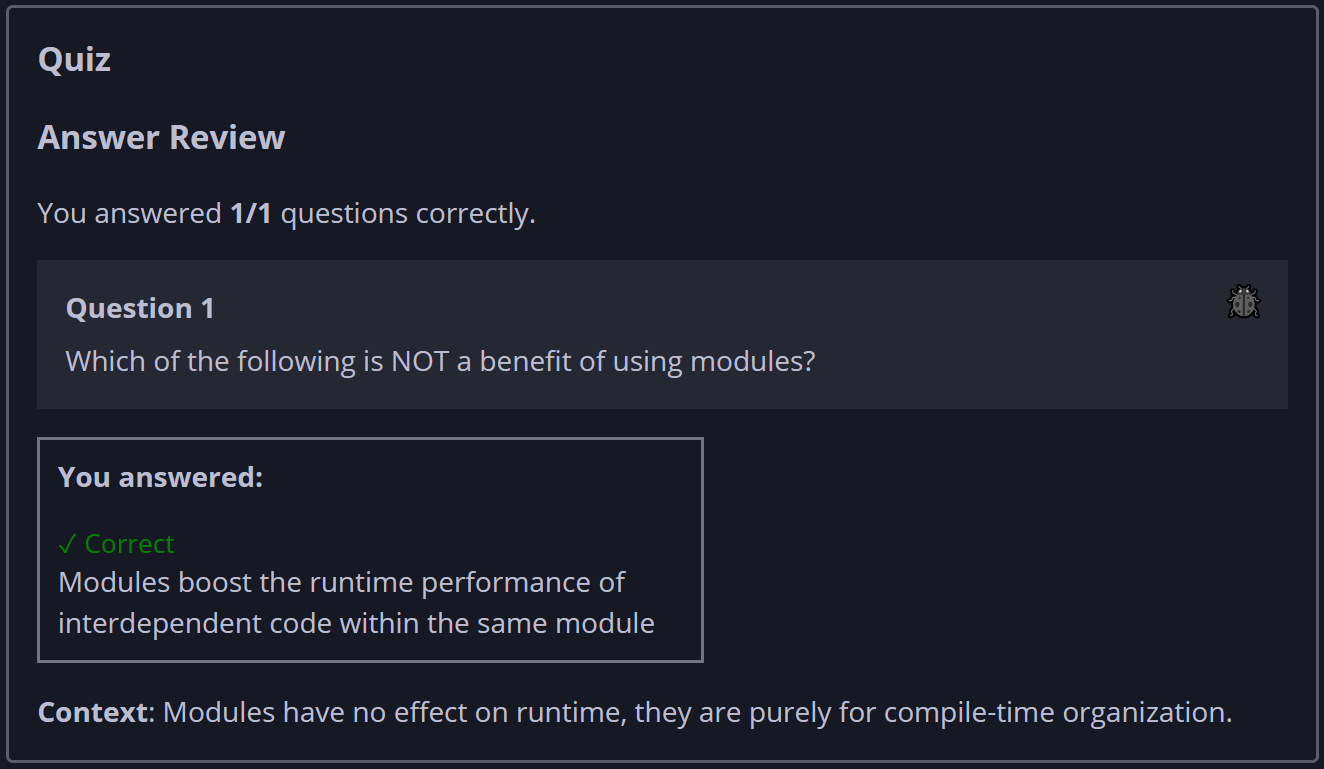 Quiz
Answer Review
You answered 1/1 questions correctly.
Question 1
Which of the following is NOT a benefit of using modules?
You answered:
✓ Correct
Modules boost the runtime performance of
interdependent code within the same module
Context: Modules have no effect on runtime, they are purely for compile-time organization.